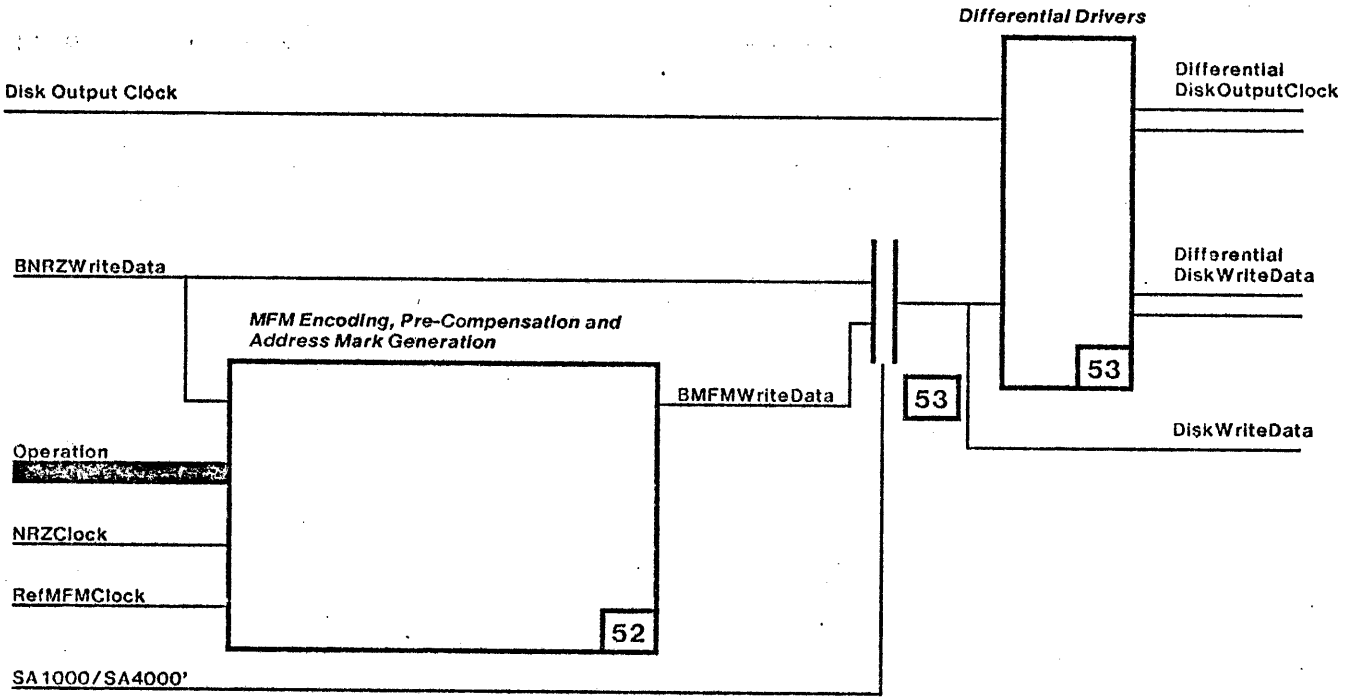 Differential Drivers
Differential
DiskOutputClock
Disk Output Clock
BNRZWriteData
Differential
DiskWriteData
MFM Encoding, Pre-Compensation and
Address Mark Generation
53
BMFMWriteData
53
DiskWriteData
Operation
NRZClock
RefMFMClock
52
SA1000/SA4000'